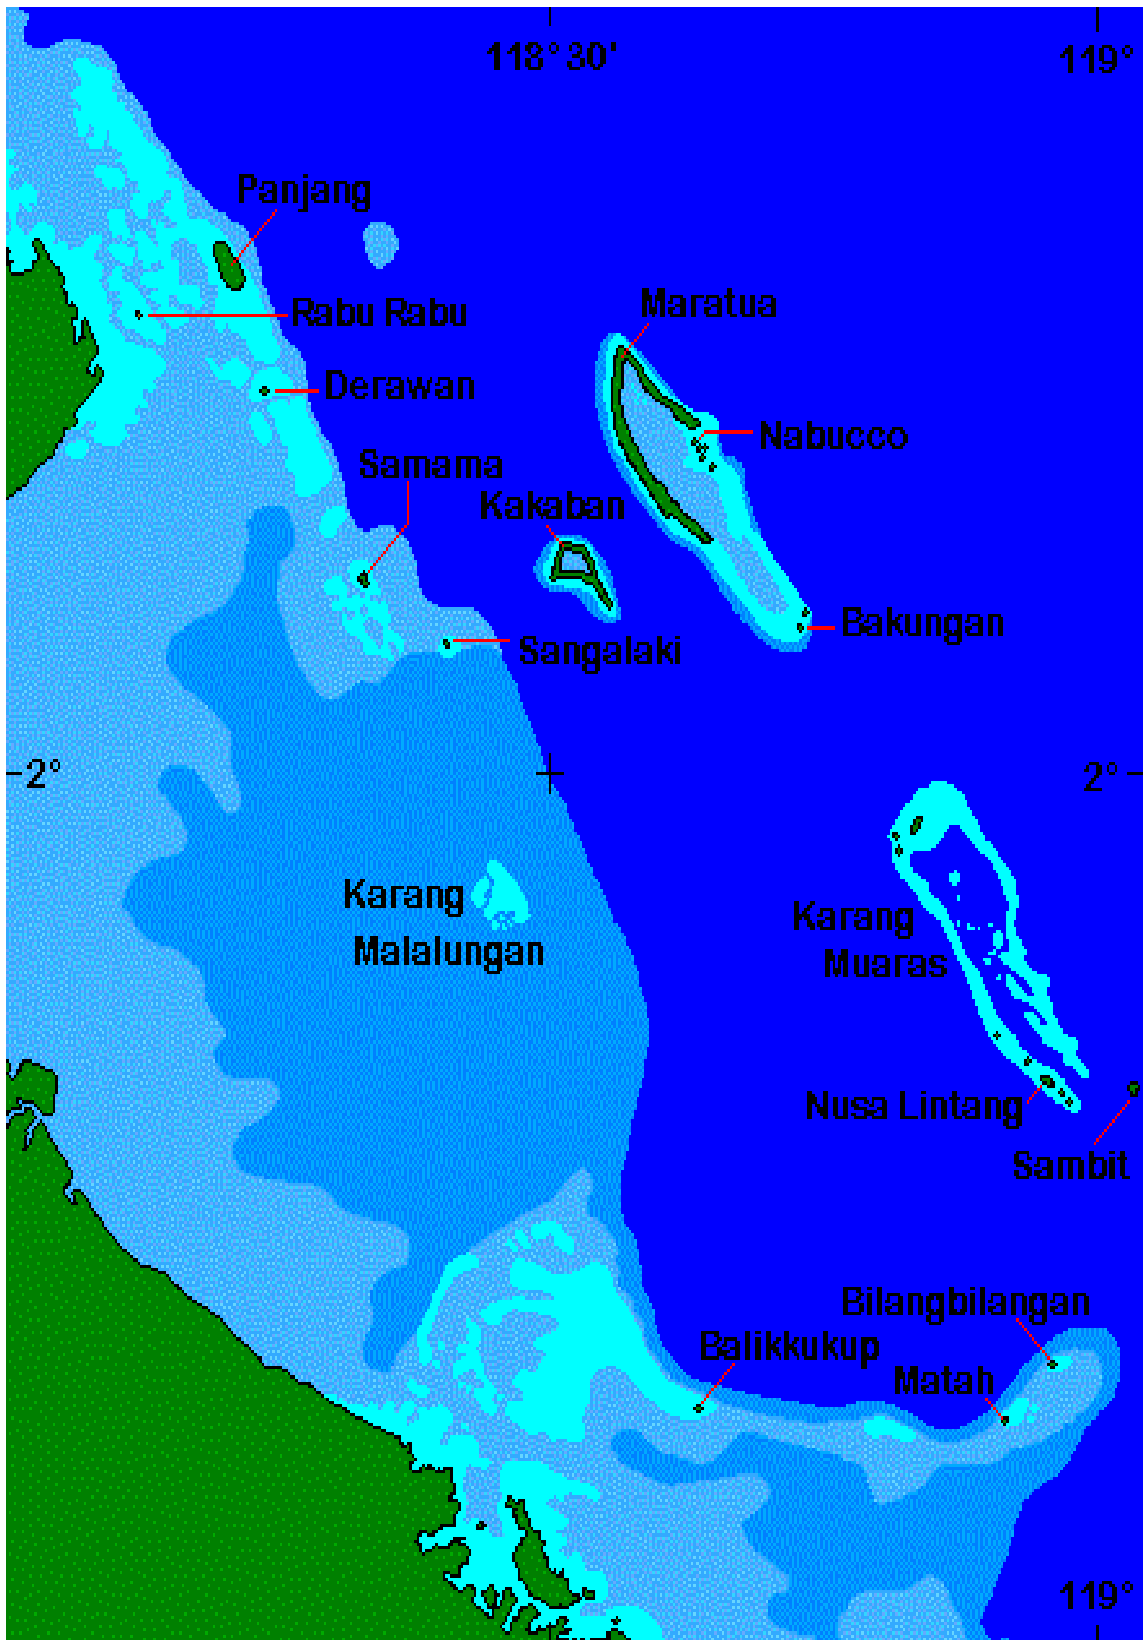 118°30'
119°
Panjang
Rabu Rabu
Maratua
Derawan
Nabucco
Samama
Kakaban
Bakungan
Sangalaki
2°
2°
Karang
Malalungan
Karang
Muaras
Nusa Lintang
Sambit
Bilangbilangan
Balikkukup
Matah
119°